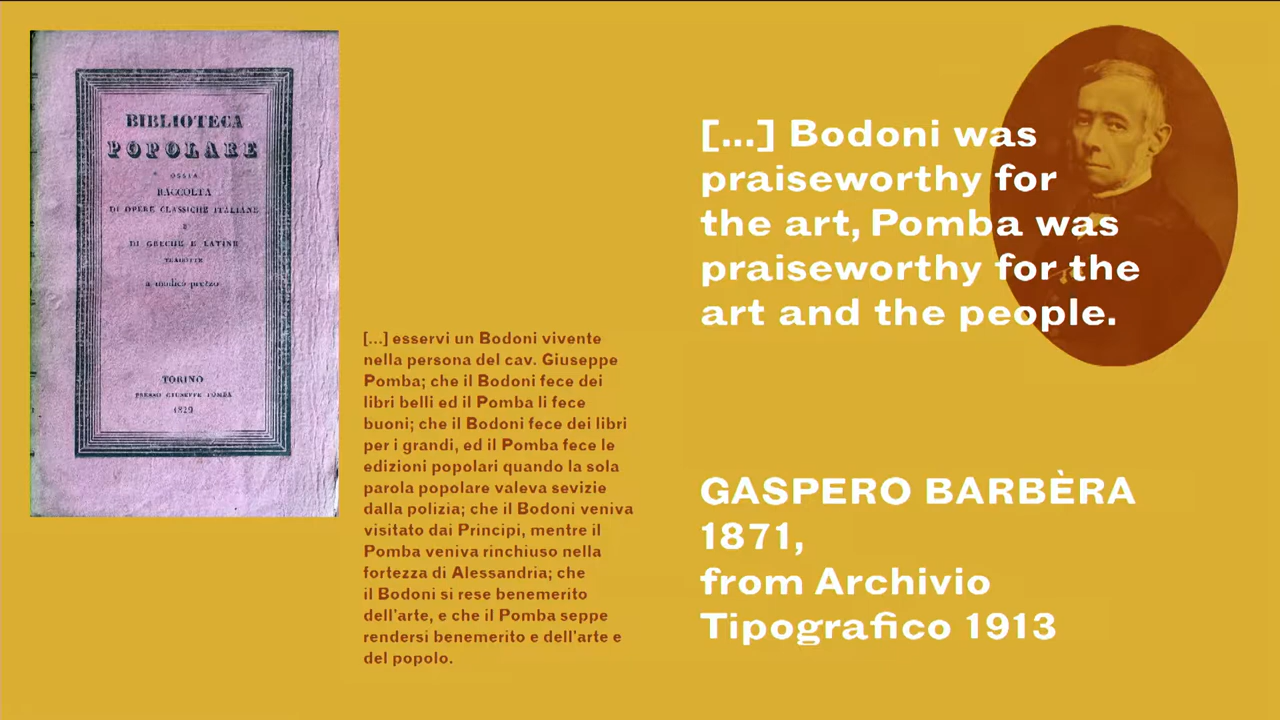 BIBLIOTECA
POPOLARE
OSSIA
RACCOLTA
DI OPERE CLASSICHE ITALIANE
E
DI GRECHE E LATINE
TRADOTTE
a modico prezzo
TORINO
PRESSO GIUSEPPE POMBA
1829
[...] esservi un Bodoni vivente
nella persona del cav. Giuseppe
Pomba; che il Bodoni fece dei
libri belli ed il Pomba li fece
buoni; che il Bodoni fece dei libri
per i grandi, ed il Pomba fece le
edizioni popolari quando la sola
parola popolare valeva sevizie
dalla polizia; che il Bodoni veniva
visitato dai Principi, mentre il
Pomba veniva rinchiuso nella
fortezza di Alessandria; che
il Bodoni si rese benemerito
dell'arte, e che il Pomba seppe
rendersi benemerito e dell'arte e
del popolo.
[...] Bodoni was
praiseworthy for
the art, Pomba was
praiseworthy for the
art and the people.
GASPERO BARBÈRA
1871,
from Archivio
Tipografico 1913